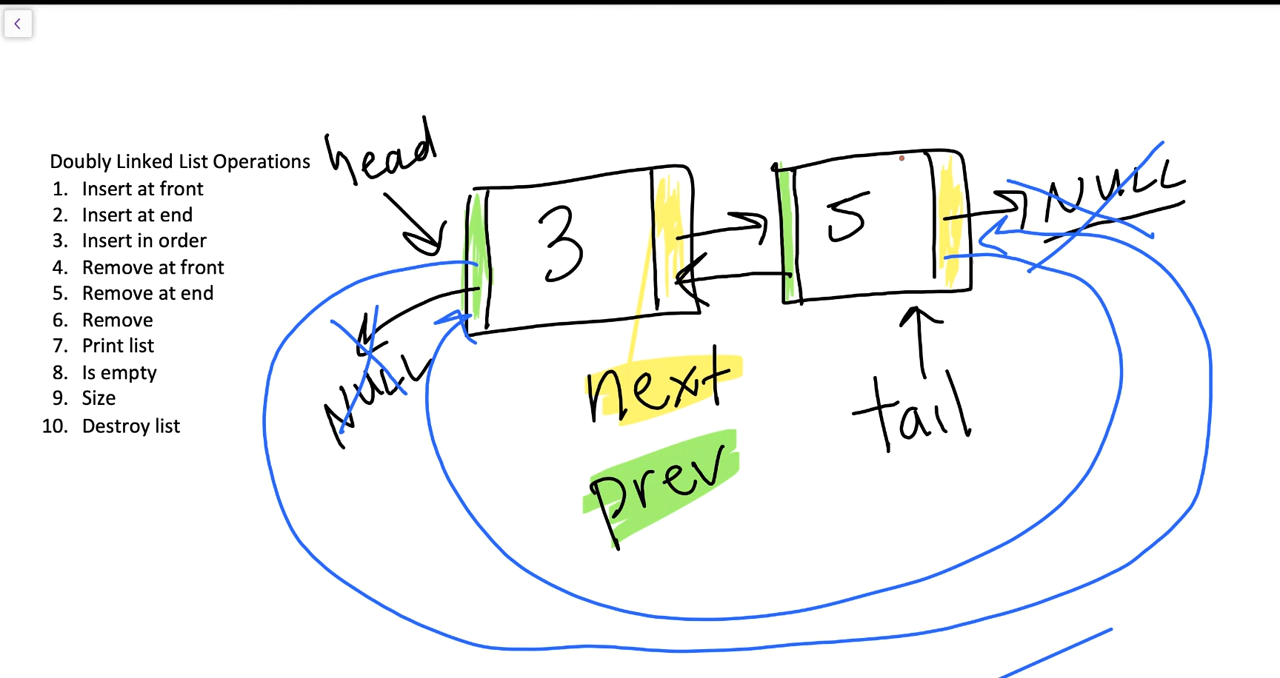 Doubly Linked List Operations
1. Insert at front
2. Insert at end
3. Insert in order
4. Remove at front
5. Remove at end
6. Remove
7. Print list
8. Is empty
9. Size
10. Destroy list
head
3
5
NULL
NULL
next
prev
tail